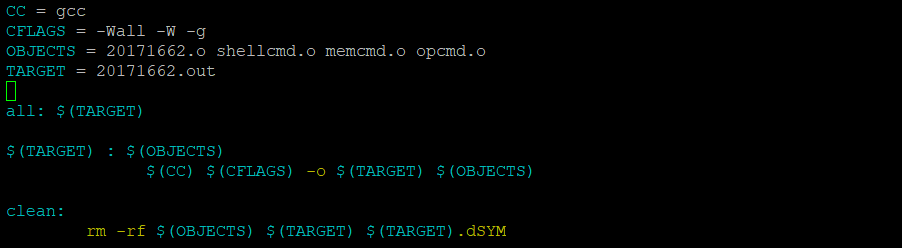 CC = gcc
CFLAGS = -Wall -W -g
OBJECTS = 20171662.o shellcmd.o memcmd.o opcmd.o
TARGET = 20171662.out
all: $(TARGET)
$(TARGET) : $(OBJECTS)
$(CC) $(CFLAGS) -o $(TARGET) $(OBJECTS)
clean:
rm -rf $(OBJECTS) $(TARGET) $(TARGET).dSYM